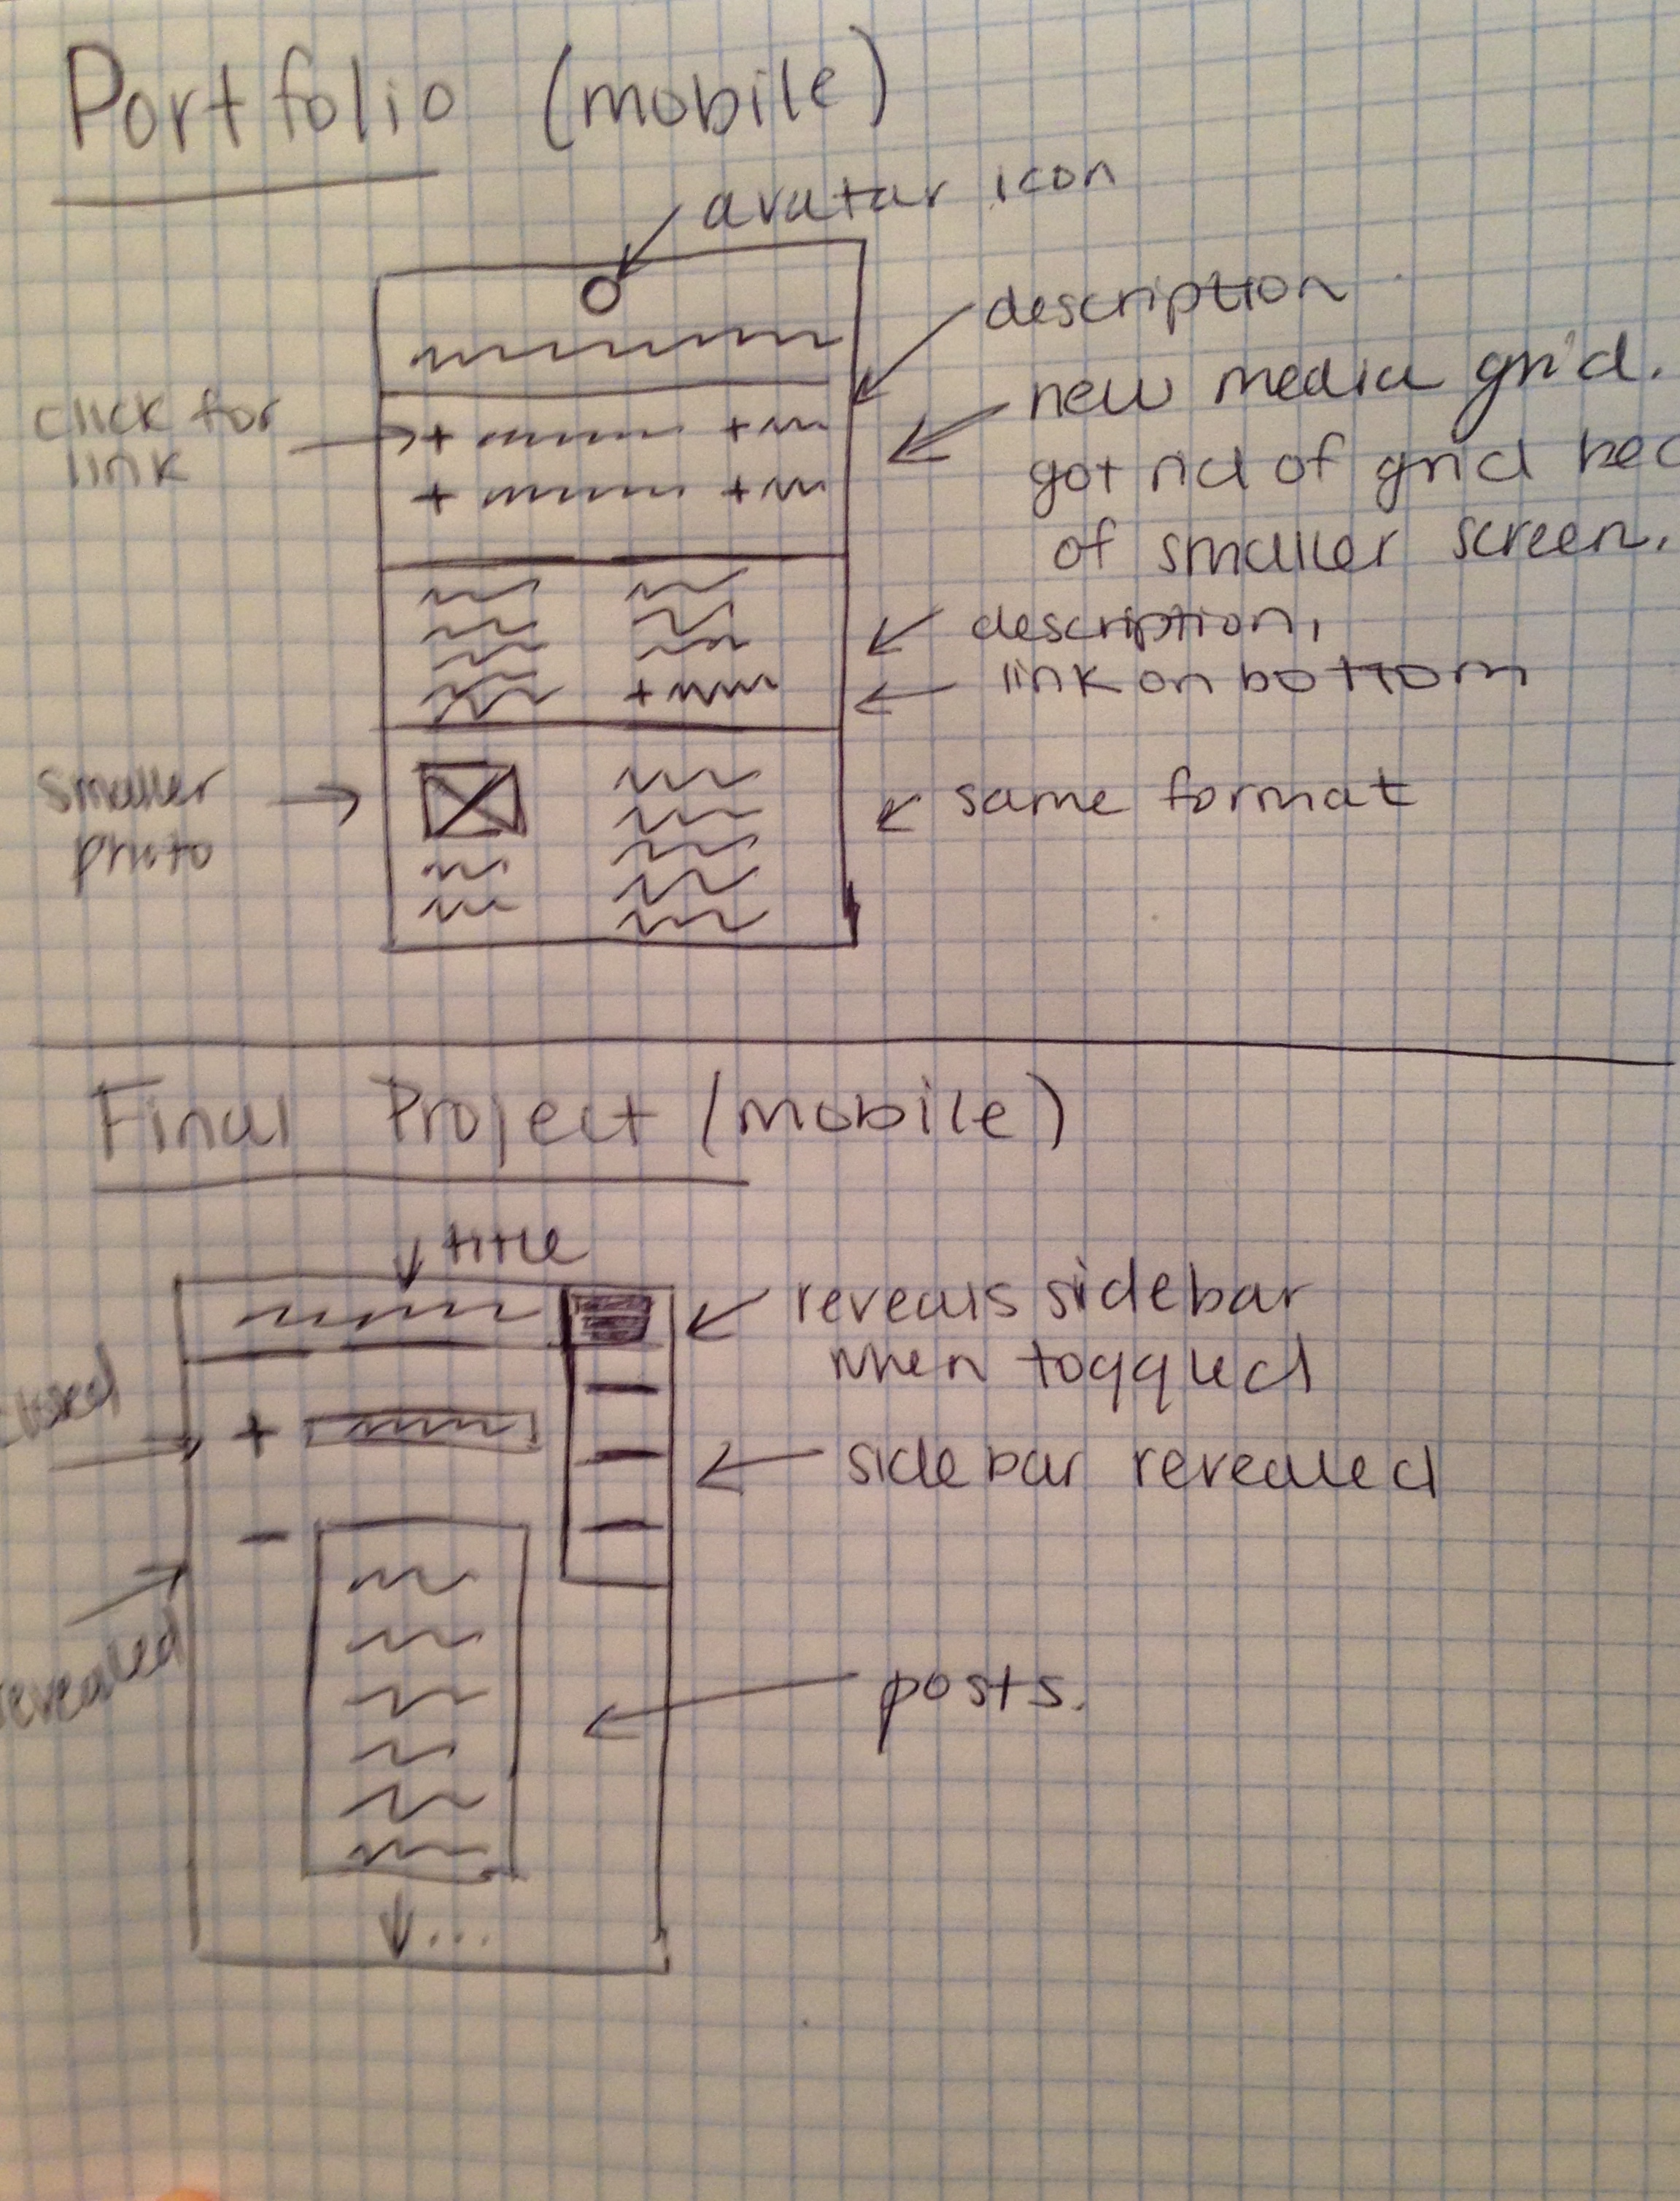 Portfolio (mobile)
avatar icon
description
click for
link
new media grid.
got rid of grid bec
of smaller screen.
description,
link on bottom
smaller
photo
same format
Final Project (mobile)
title
reveals sidebar
when toggled
closed
sidebar revealed
revealed
posts.
...